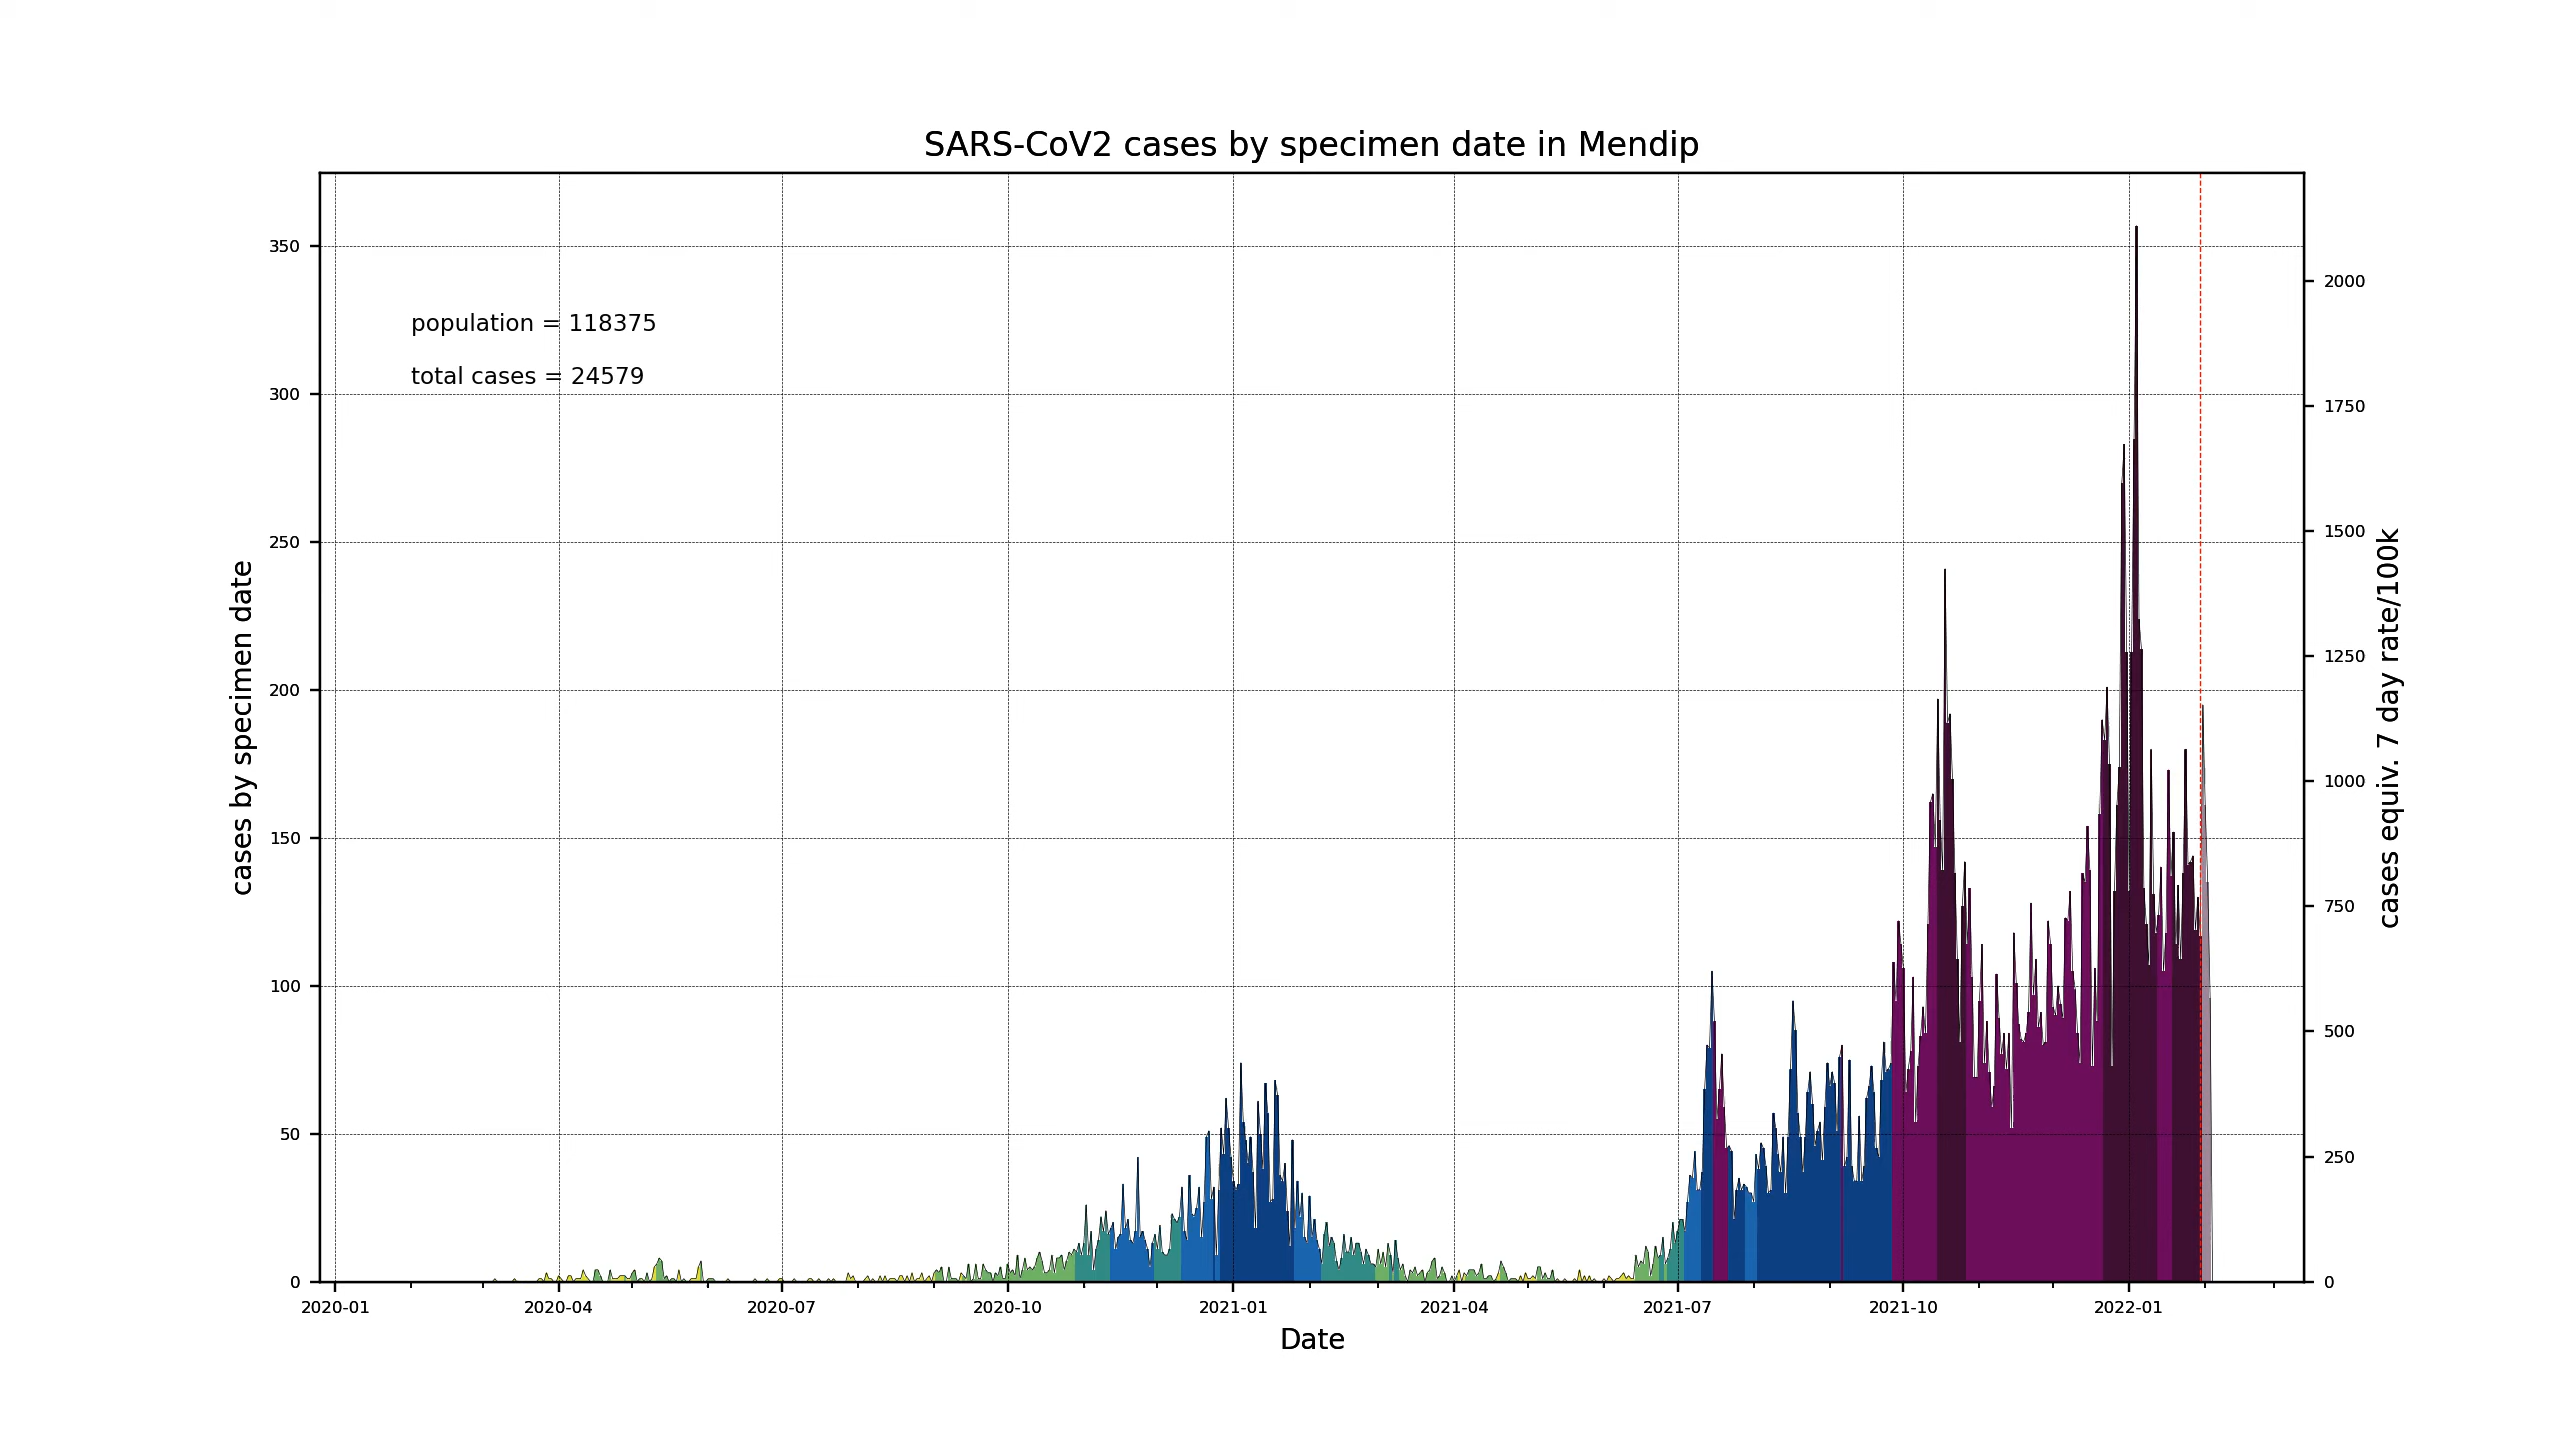 SARS-CoV2 cases by specimen date in Mendip
population = 118375
total cases = 24579
cases by specimen date
350
300
250
200
150
100
50
0
cases equiv. 7 day rate/100k
2000
1750
1500
1250
1000
750
500
250
0
2020-01 2020-04 2020-07 2020-10 2021-01 2021-04 2021-07 2021-10 2022-01
Date